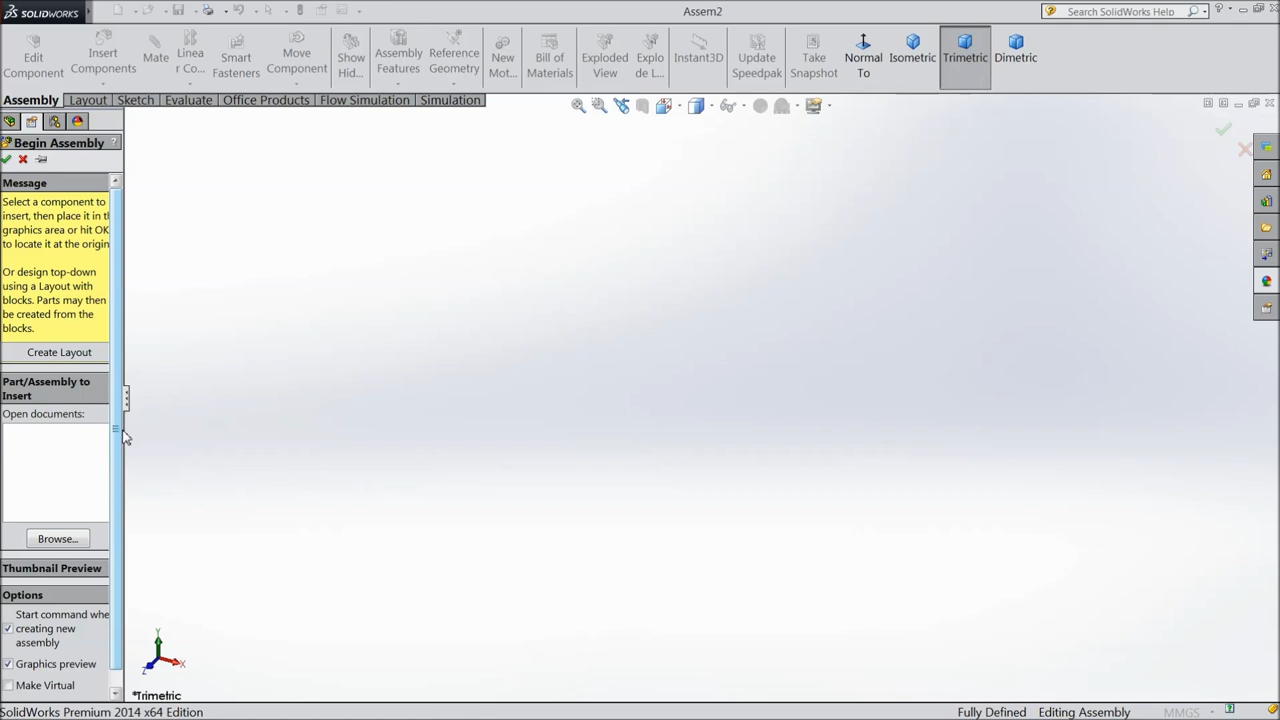 SOLIDWORKS
Assem2
Search SolidWorks Help
?
Edit
Component
Insert
Components
Mate
Linea
r Co...
Smart
Fasteners
Move
Component
Show
Hid...
Assembly
Features
Reference
Geometry
New
Mot...
Bill of
Materials
Exploded
View
Explo
de L...
Instant3D
Update
Speedpak
Take
Snapshot
Normal
To
Isometric
Trimetric
Dimetric
Assembly
Layout
Sketch
Evaluate
Office Products
Flow Simulation
Simulation
Begin Assembly
?
Message
Select a component to
insert, then place it in th
graphics area or hit OK
to locate it at the origin
Or design top-down
using a Layout with
blocks. Parts may then
be created from the
blocks.
Create Layout
Part/Assembly to
Insert
Open documents:
Browse...
Thumbnail Preview
Options
Start command whe
creating new
assembly
Graphics preview
Make Virtual
Y
X
Z
*Trimetric
SolidWorks Premium 2014 x64 Edition
Fully Defined
Editing Assembly
MMGS
?